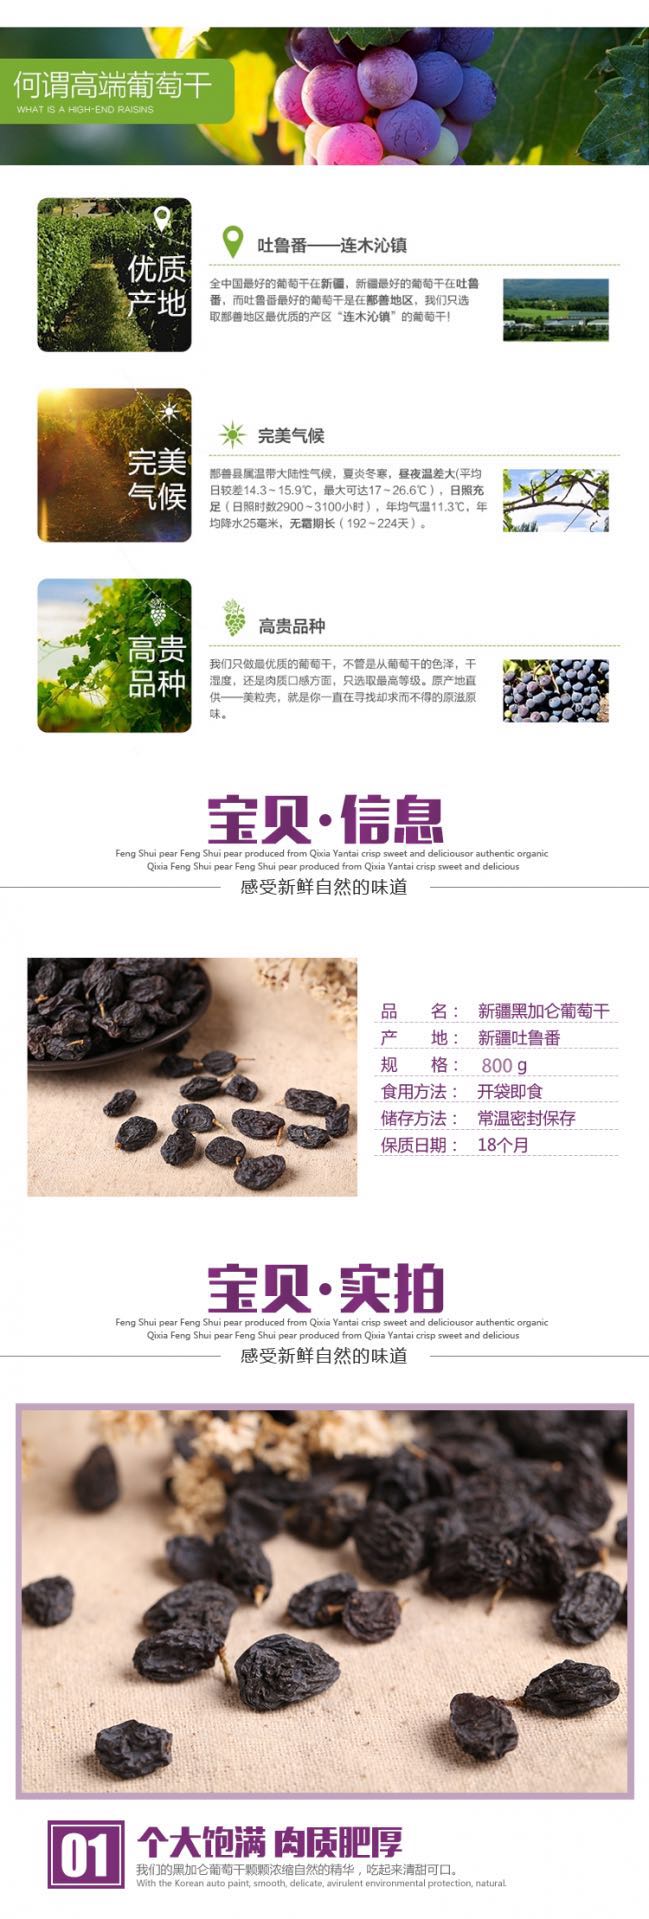 何谓高端葡萄干
WHAT IS A HIGH-END RAISINS
优质
产地
吐鲁番——连木沁镇
全中国最好的葡萄干在新疆，新疆最好的葡萄干在吐鲁
番，而吐鲁番最好的葡萄干是在鄯善地区，我们只选
取鄯善地区最优质的产区“连木沁镇”的葡萄干！
完美
气候
完美气候
鄯善县属温带大陆性气候，夏炎冬寒，昼夜温差大(平均
日较差14.3～15.9℃，最大可达17～26.6℃），日照充
足（日照时数2900～3100小时），年均气温11.3℃，年
均降水25毫米，无霜期长（192～224天）。
高贵
品种
高贵品种
我们只做最优质的葡萄干，不管是从葡萄干的色泽，干
湿度，还是肉质口感方面，只选取最高等级。原产地直
供——美粒壳，就是你一直在寻找却求而不得的原滋原
味。
宝贝·信息
Feng Shui pear Feng Shui pear produced from Qixia Yantai crisp sweet and deliciousor authentic organic
Qixia Feng Shui pear Feng Shui pear produced from Qixia Yantai crisp sweet and delicious
感受新鲜自然的味道
品 名： 新疆黑加仑葡萄干
产 地： 新疆吐鲁番
规 格： 800 g
食用方法： 开袋即食
储存方法： 常温密封保存
保质日期： 18个月
宝贝·实拍
Feng Shui pear Feng Shui pear produced from Qixia Yantai crisp sweet and deliciousor authentic organic
Qixia Feng Shui pear Feng Shui pear produced from Qixia Yantai crisp sweet and delicious
感受新鲜自然的味道
01 个大饱满 肉质肥厚
我们的黑加仑葡萄干颗颗浓缩自然的精华，吃起来清甜可口。
With the Korean auto paint, smooth, delicate, avirulent environmental protection, natural.